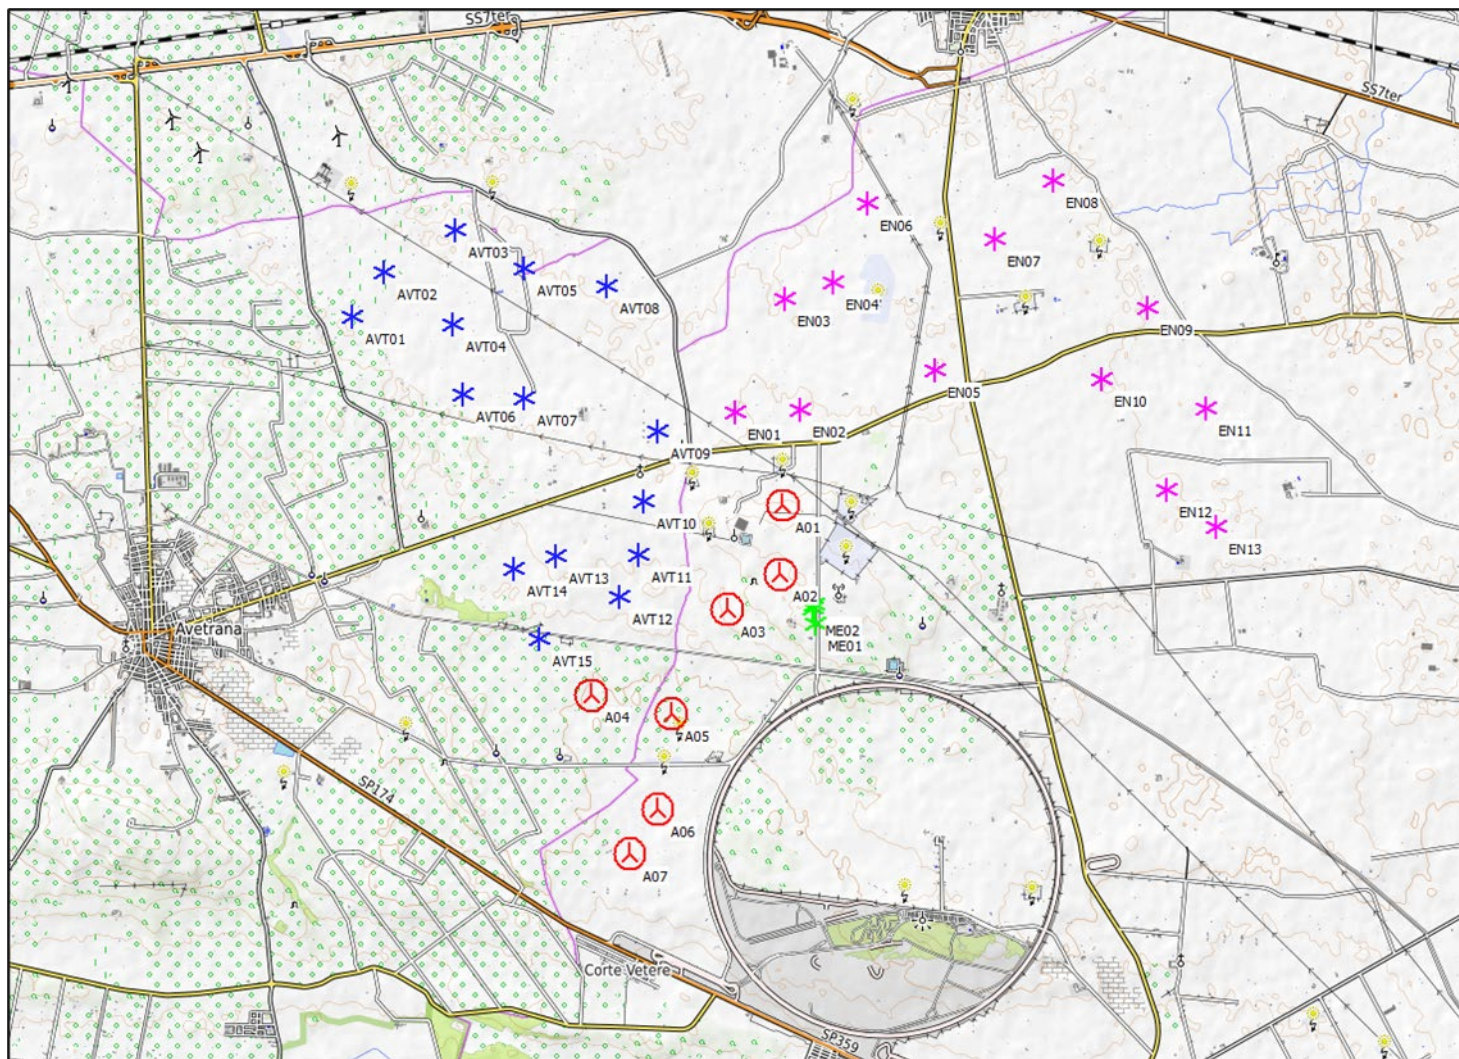 SS7ter
SS7ter
EN08
EN06
AVT03
EN07
AVT05
AVT02
AVT08
EN04
EN03
EN09
AVT01
AVT04
EN05
EN10
AVT06
AVT07
EN01
EN02
EN11
AVT09
EN12
AVT10
A01
EN13
AVT11
AVT13
AVT14
A02
AVT12
Avetrana
A03
ME02
ME01
AVT15
A04
A05
SP174
A06
A07
Corte Vetere
SP359